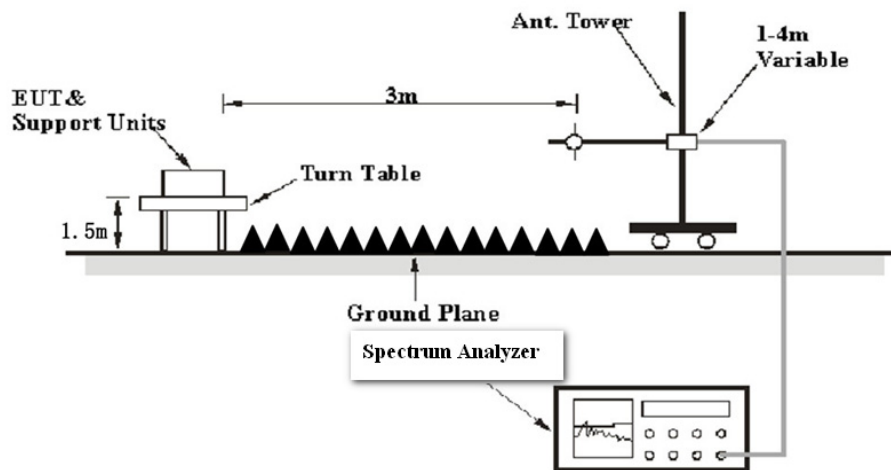 Ant. Tower
1-4m
Variable
3m
EUT&
Support Units
Turn Table
1.5m
Ground Plane
Spectrum Analyzer